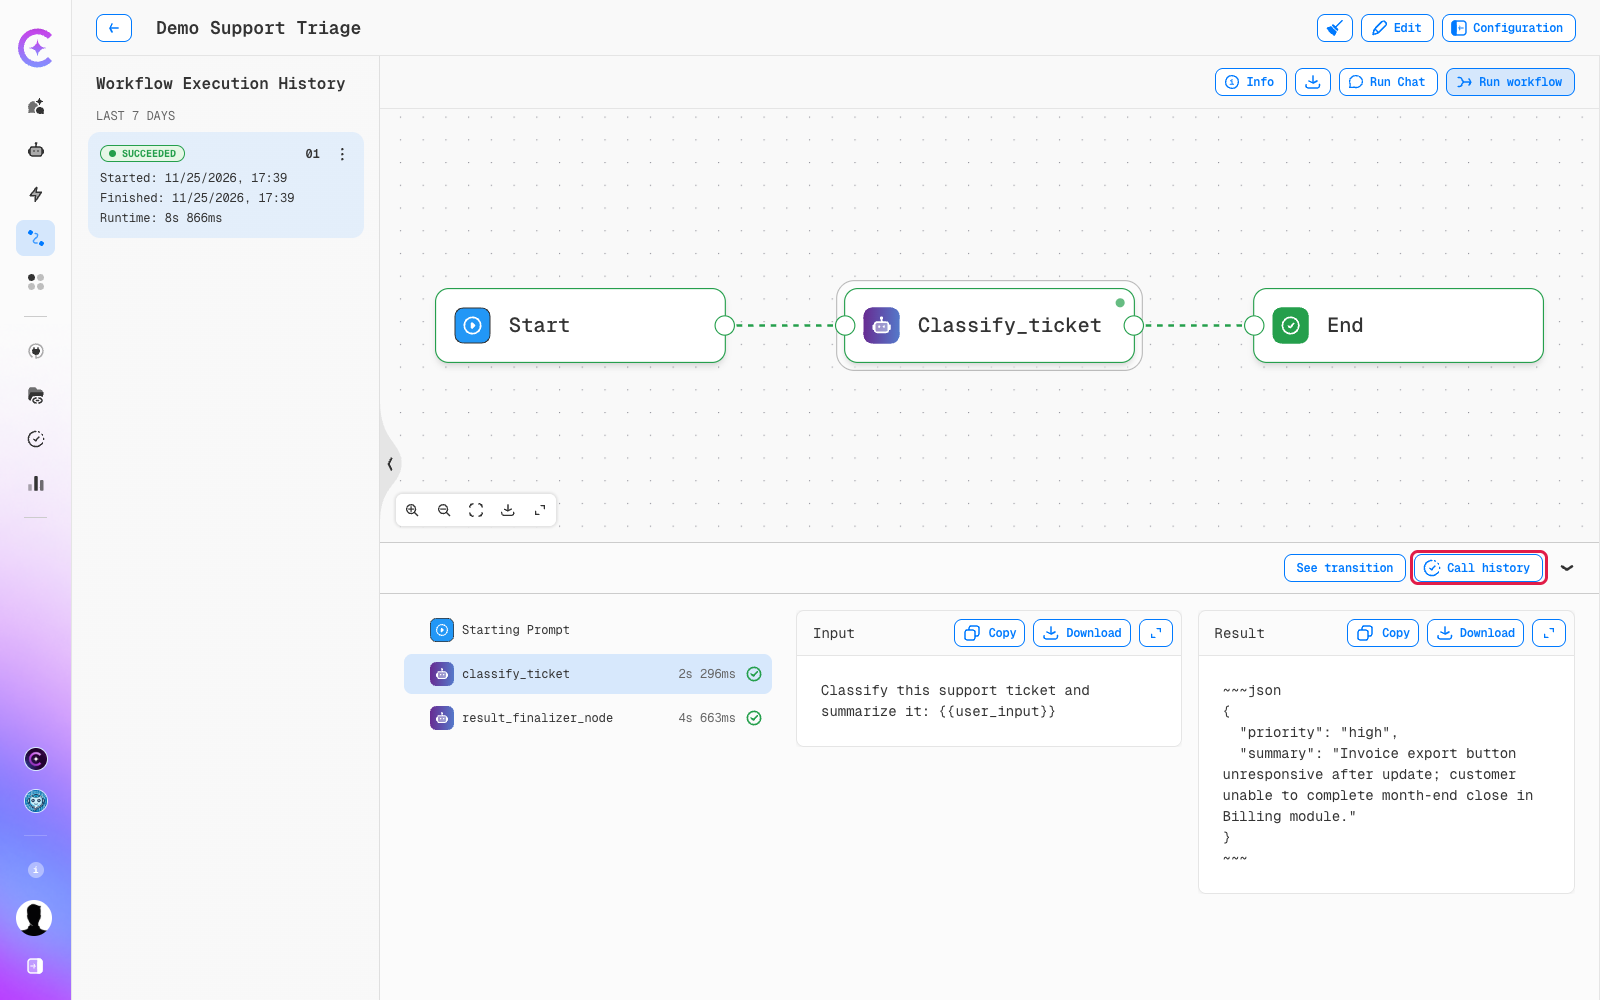 Demo Support Triage
Edit
Configuration
Workflow Execution History
LAST 7 DAYS
SUCCEEDED
01
Started: 11/25/2026, 17:39
Finished: 11/25/2026, 17:39
Runtime: 8s 866ms
Info
Run Chat
Run workflow
Start
Classify_ticket
End
See transition
Call history
Starting Prompt
classify_ticket
2s 296ms
result_finalizer_node
4s 663ms
Input
Copy
Download
Classify this support ticket and
summarize it: {{user_input}}
Result
Copy
Download
~~~json
{
"priority": "high",
"summary": "Invoice export button
unresponsive after update; customer
unable to complete month-end close in
Billing module."
}
~~~